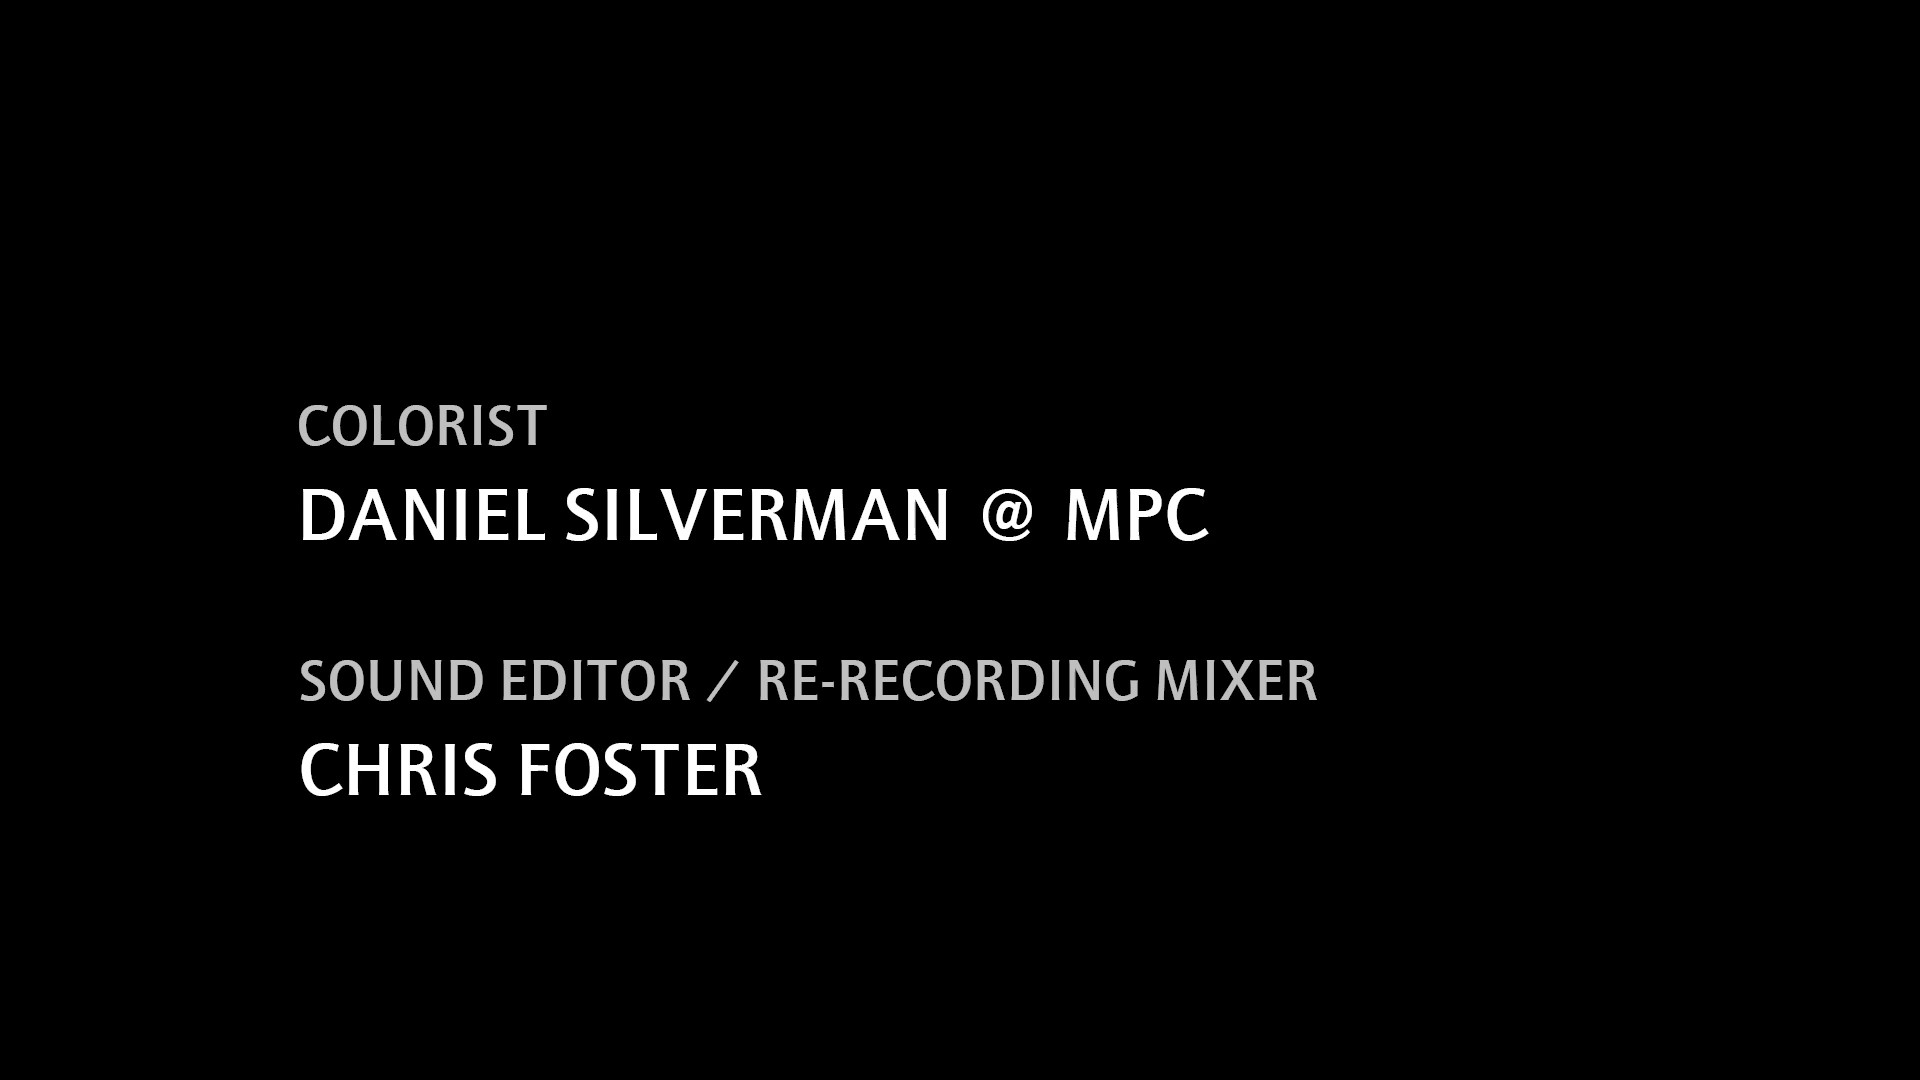 COLORIST
DANIEL SILVERMAN @ MPC
SOUND EDITOR / RE-RECORDING MIXER
CHRIS FOSTER